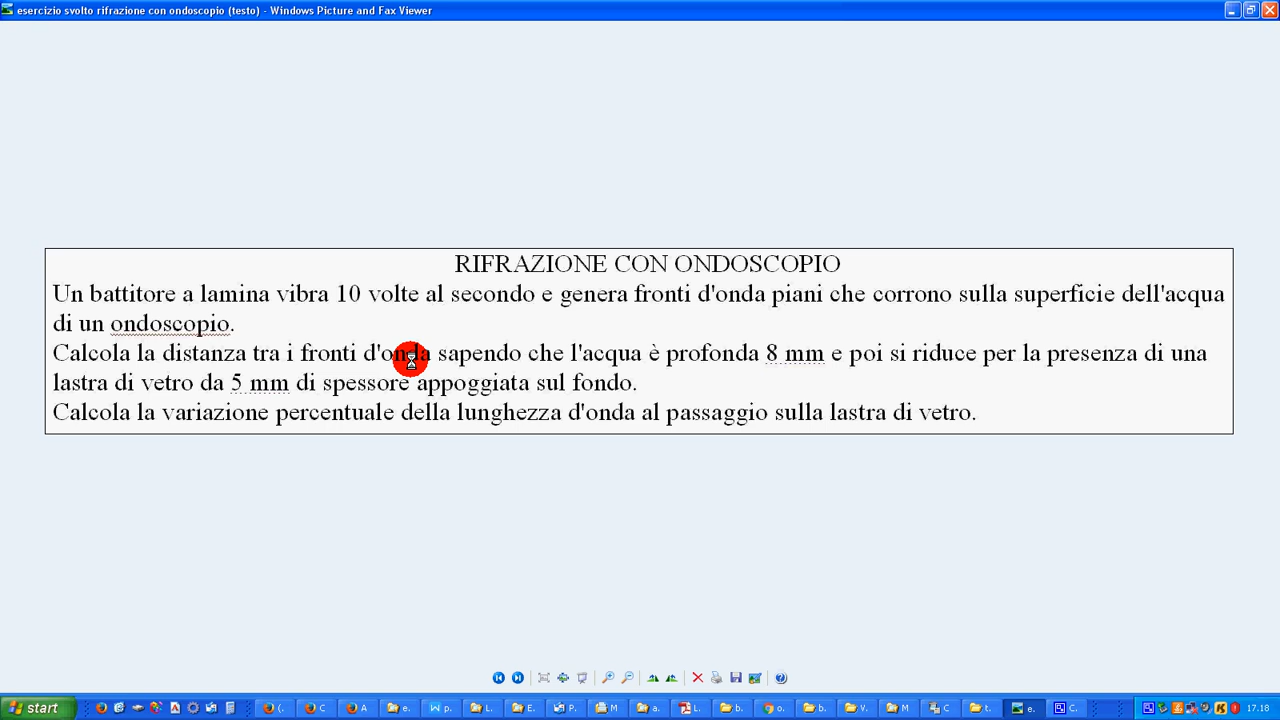 esercizio svolto rifrazione con ondoscopio (testo) - Windows Picture and Fax Viewer
RIFRAZIONE CON ONDOSCOPIO
Un battitore a lamina vibra 10 volte al secondo e genera fronti d'onda piani che corrono sulla superficie dell'acqua
di un ondoscopio.
Calcola la distanza tra i fronti d'onda sapendo che l'acqua è profonda 8 mm e poi si riduce per la presenza di una
lastra di vetro da 5 mm di spessore appoggiata sul fondo.
Calcola la variazione percentuale della lunghezza d'onda al passaggio sulla lastra di vetro.
start (. C A e. W p. L. E. P. M a. L. b. o. b. V. M C t. e. C. 17.18